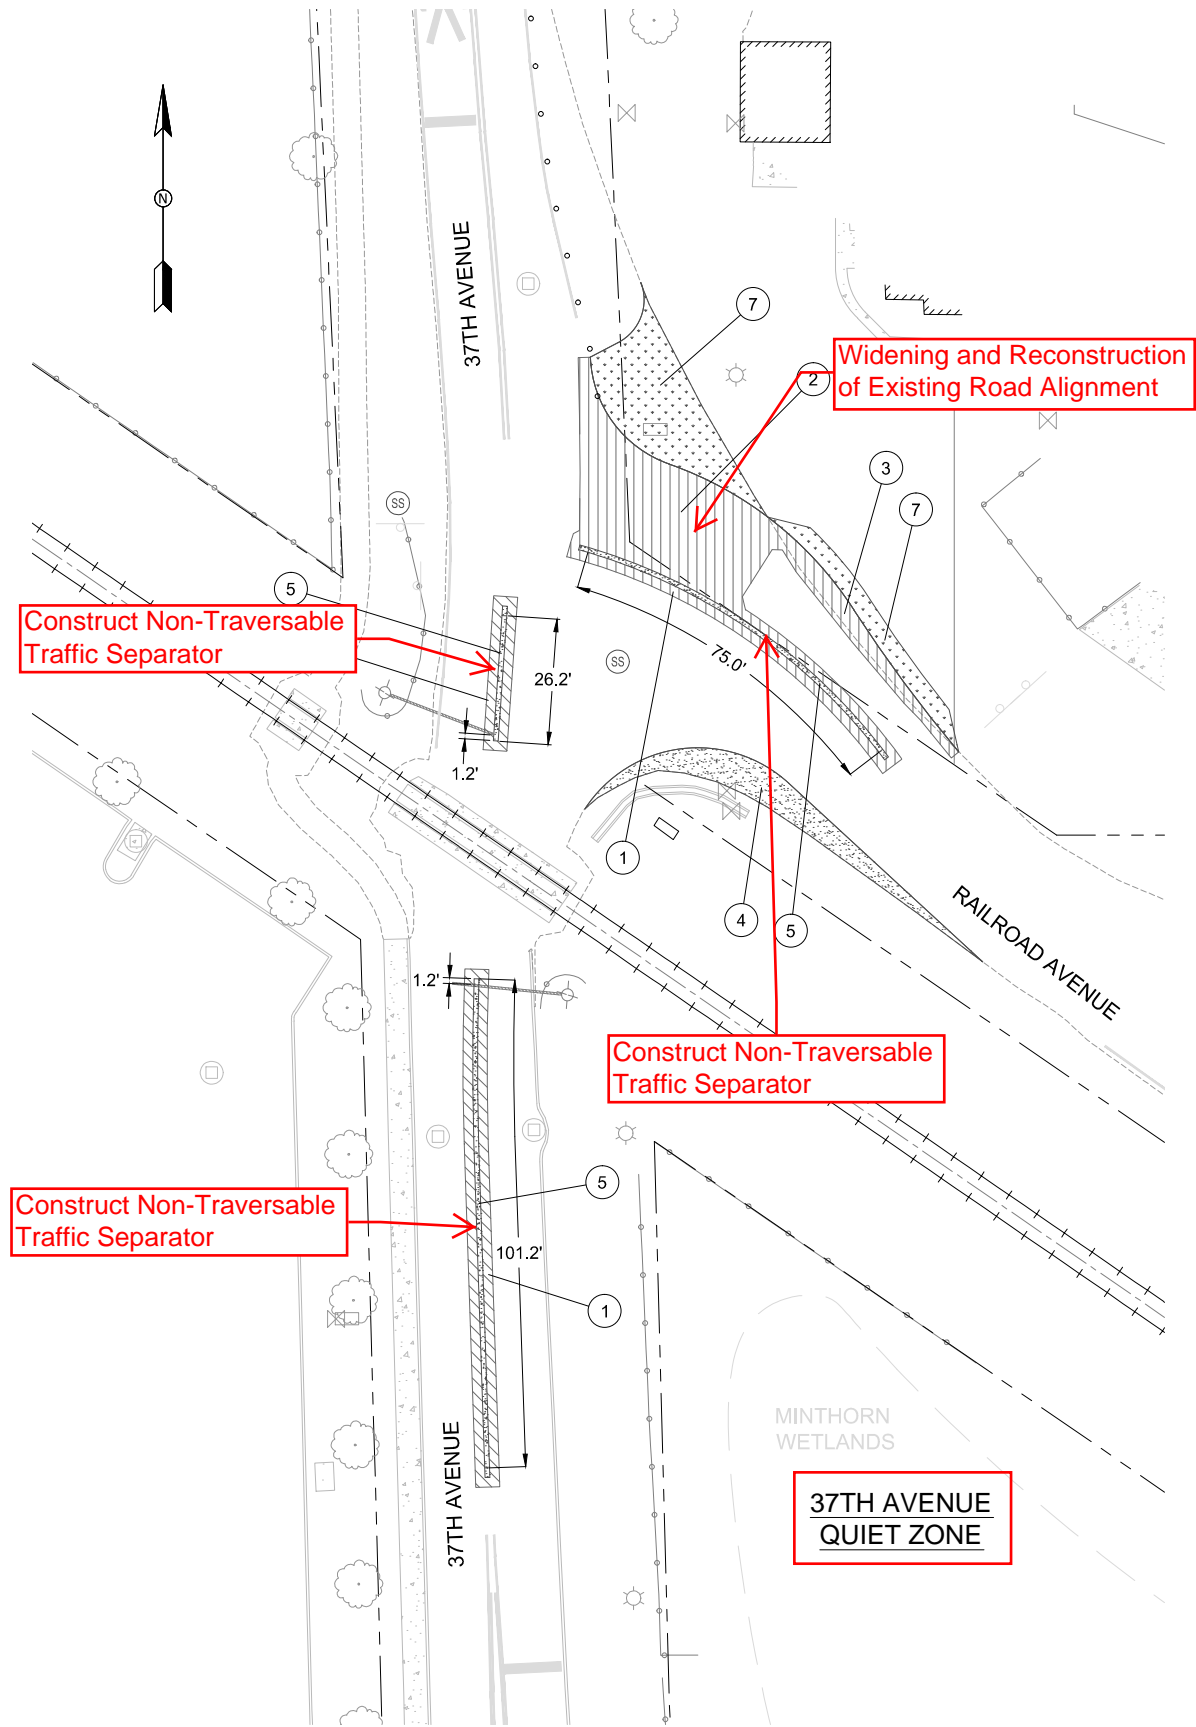 N
37TH AVENUE
7
Widening and Reconstruction
of Existing Road Alignment
2
3
7
SS
5
Construct Non-Traversable
Traffic Separator
26.2'
SS
75.0'
1.2'
1
4
5
RAILROAD AVENUE
1.2'
Construct Non-Traversable
Traffic Separator
5
Construct Non-Traversable
Traffic Separator
101.2'
1
37TH AVENUE
MINTHORN
WETLANDS
37TH AVENUE
QUIET ZONE